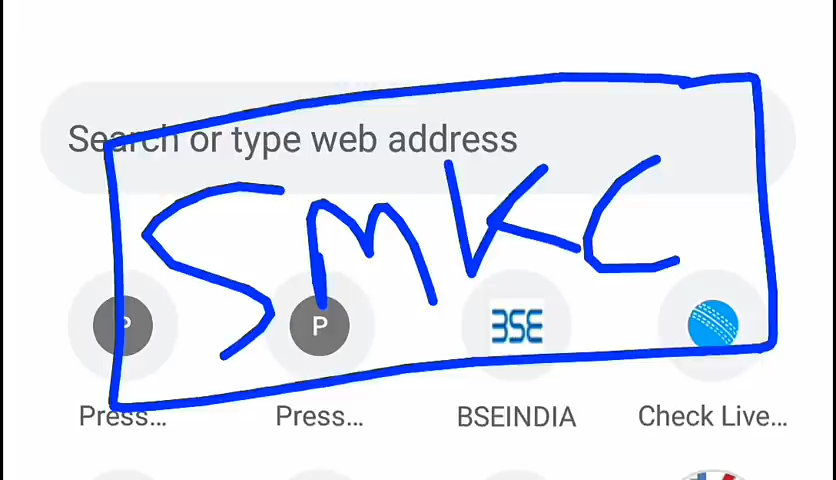 Search or type web address
SMKC
P P BSE
Press... Press... BSEINDIA Check Live...